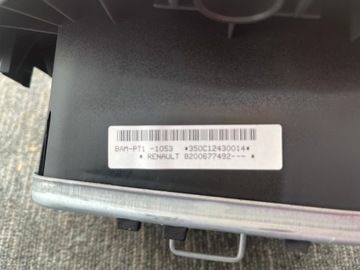 BAM-PT1 -1053 *350C12430014*
* RENAULT 8200677492--- *